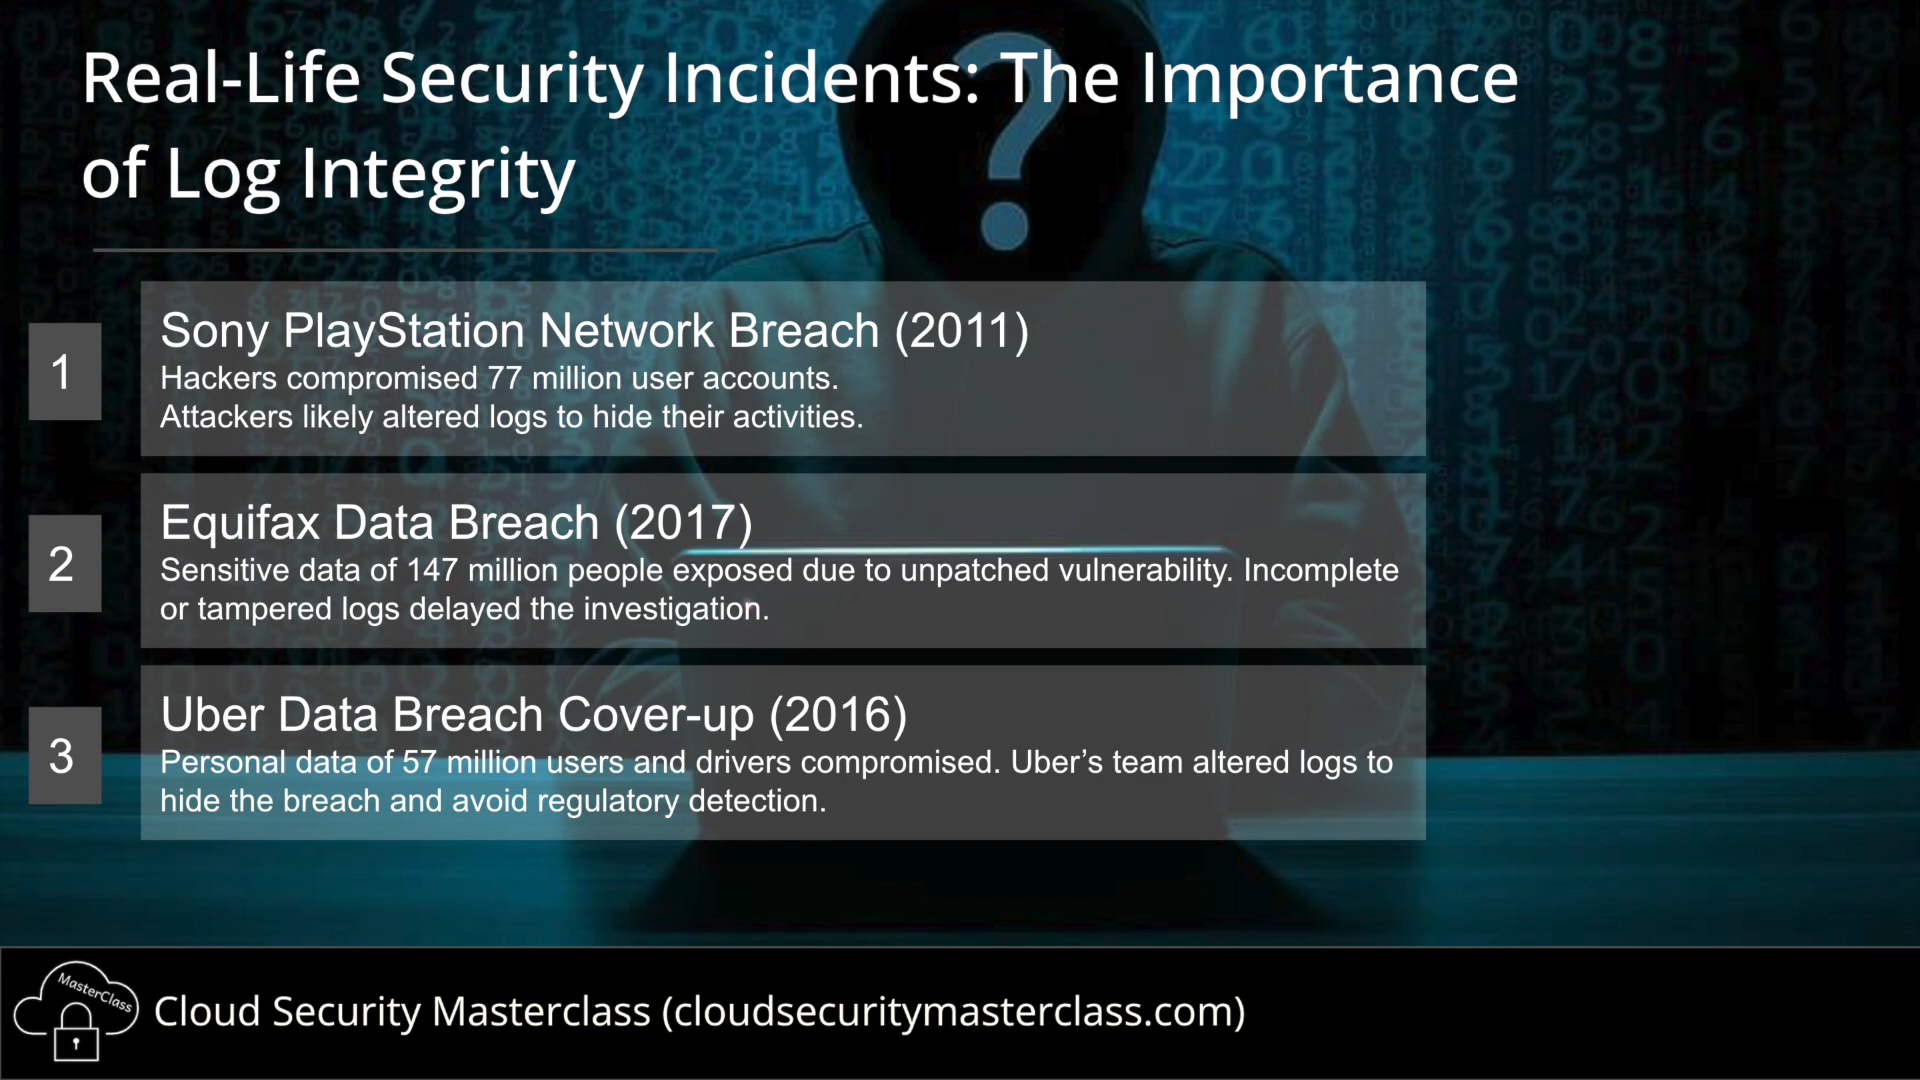 Real-Life Security Incidents: The Importance
of Log Integrity
1
Sony PlayStation Network Breach (2011)
Hackers compromised 77 million user accounts.
Attackers likely altered logs to hide their activities.
2
Equifax Data Breach (2017)
Sensitive data of 147 million people exposed due to unpatched vulnerability. Incomplete
or tampered logs delayed the investigation.
3
Uber Data Breach Cover-up (2016)
Personal data of 57 million users and drivers compromised. Uber’s team altered logs to
hide the breach and avoid regulatory detection.
MasterClass
Cloud Security Masterclass (cloudsecuritymasterclass.com)